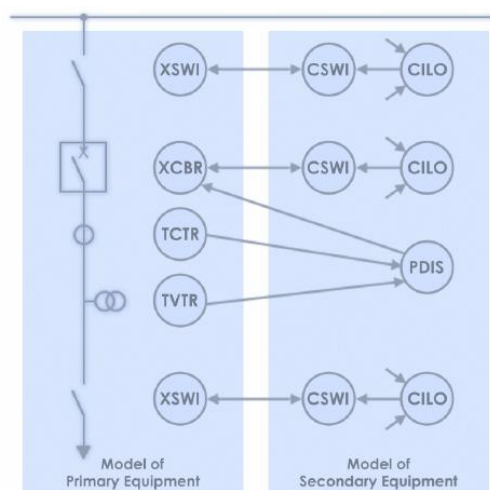 XSWI CSWI CILO
XCBR CSWI CILO
TCTR
PDIS
TVTR
XSWI CSWI CILO
Model of Primary Equipment
Model of Secondary Equipment